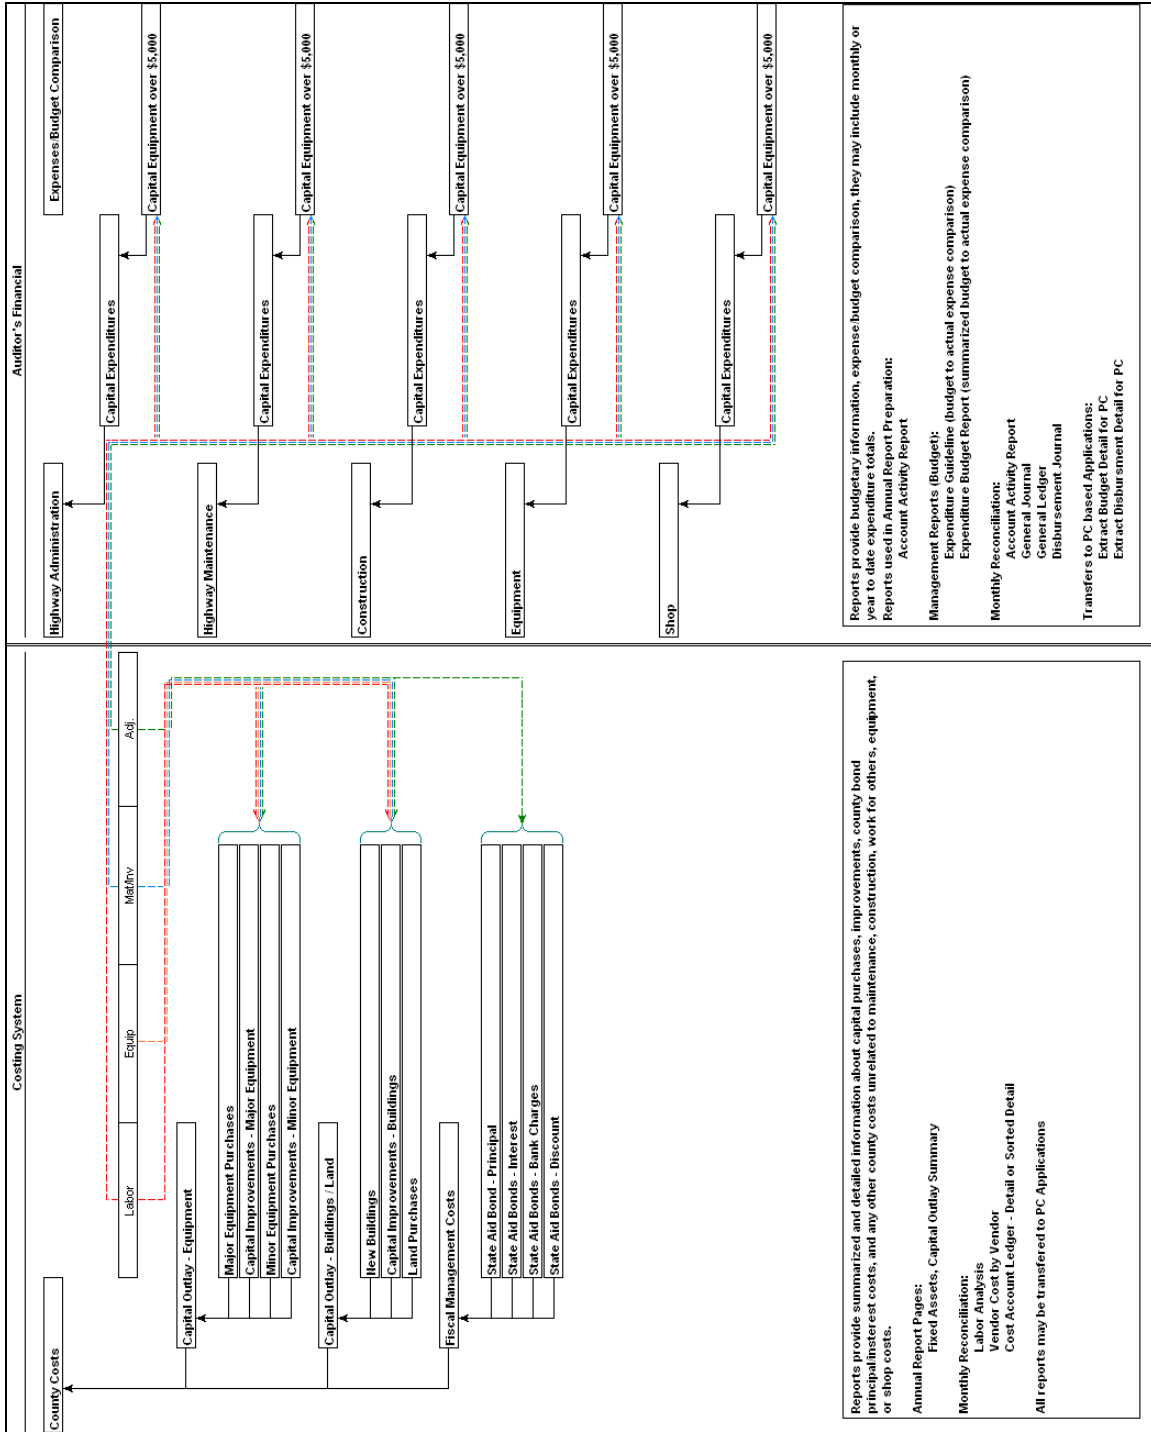 Costing System
County Costs
Labor
Equip
Mat/Inv
Adj.
Capital Outlay - Equipment
Major Equipment Purchases
Capital Improvements - Major Equipment
Minor Equipment Purchases
Capital Improvements - Minor Equipment
Capital Outlay - Buildings / Land
New Buildings
Capital Improvements - Buildings
Land Purchases
Fiscal Management Costs
State Aid Bond - Principal
State Aid Bonds - Interest
State Aid Bonds - Bank Charges
State Aid Bonds - Discount
Reports provide summarized and detailed information about capital purchases, improvements, county bond
principal/insterest costs, and any other county costs unrelated to maintenance, construction, work for others, equipment,
or shop costs.
Annual Report Pages:
Fixed Assets, Capital Outlay Summary
Monthly Reconciliation:
Labor Analysis
Vendor Cost by Vendor
Cost Account Ledger - Detail or Sorted Detail
All reports may be transferred to PC Applications
Auditor's Financial
Highway Administration
Expenses/Budget Comparison
Capital Expenditures
Capital Equipment over $5,000
Highway Maintenance
Capital Expenditures
Capital Equipment over $5,000
Construction
Capital Expenditures
Capital Equipment over $5,000
Equipment
Capital Expenditures
Capital Equipment over $5,000
Shop
Capital Expenditures
Capital Equipment over $5,000
Reports provide budgetary information, expense/budget comparison, they may include monthly or
year to date expenditure totals.
Reports used in Annual Report Preparation:
Account Activity Report
Management Reports (Budget):
Expenditure Guideline (budget to actual expense comparison)
Expenditure Budget Report (summarized budget to actual expense comparison)
Monthly Reconciliation:
Account Activity Report
General Journal
General Ledger
Disbursement Journal
Transfers to PC based Applications:
Extract Budget Detail for PC
Extract Disbursment Detail for PC